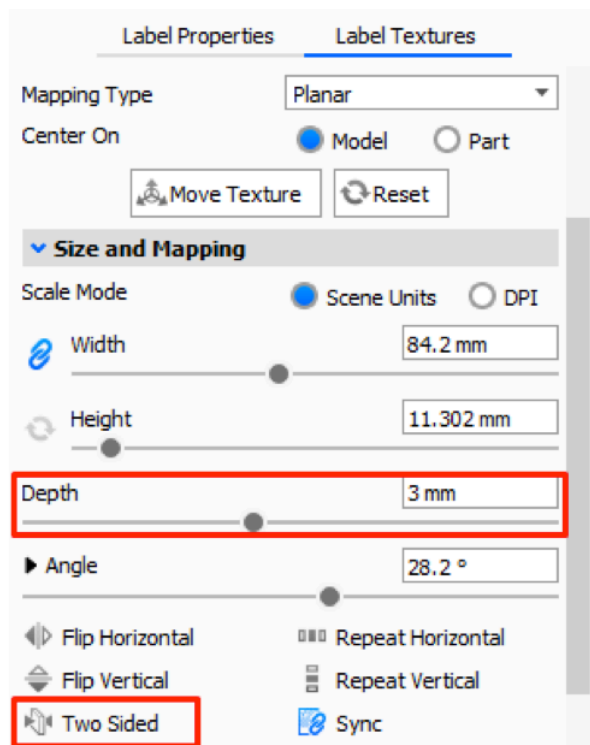 Label Properties Label Textures
Mapping Type Planar
Center On Model Part
Move Texture Reset
Size and Mapping
Scale Mode Scene Units DPI
Width 84.2 mm
Height 11.302 mm
Depth 3 mm
Angle 28.2 °
Flip Horizontal Repeat Horizontal
Flip Vertical Repeat Vertical
Two Sided Sync